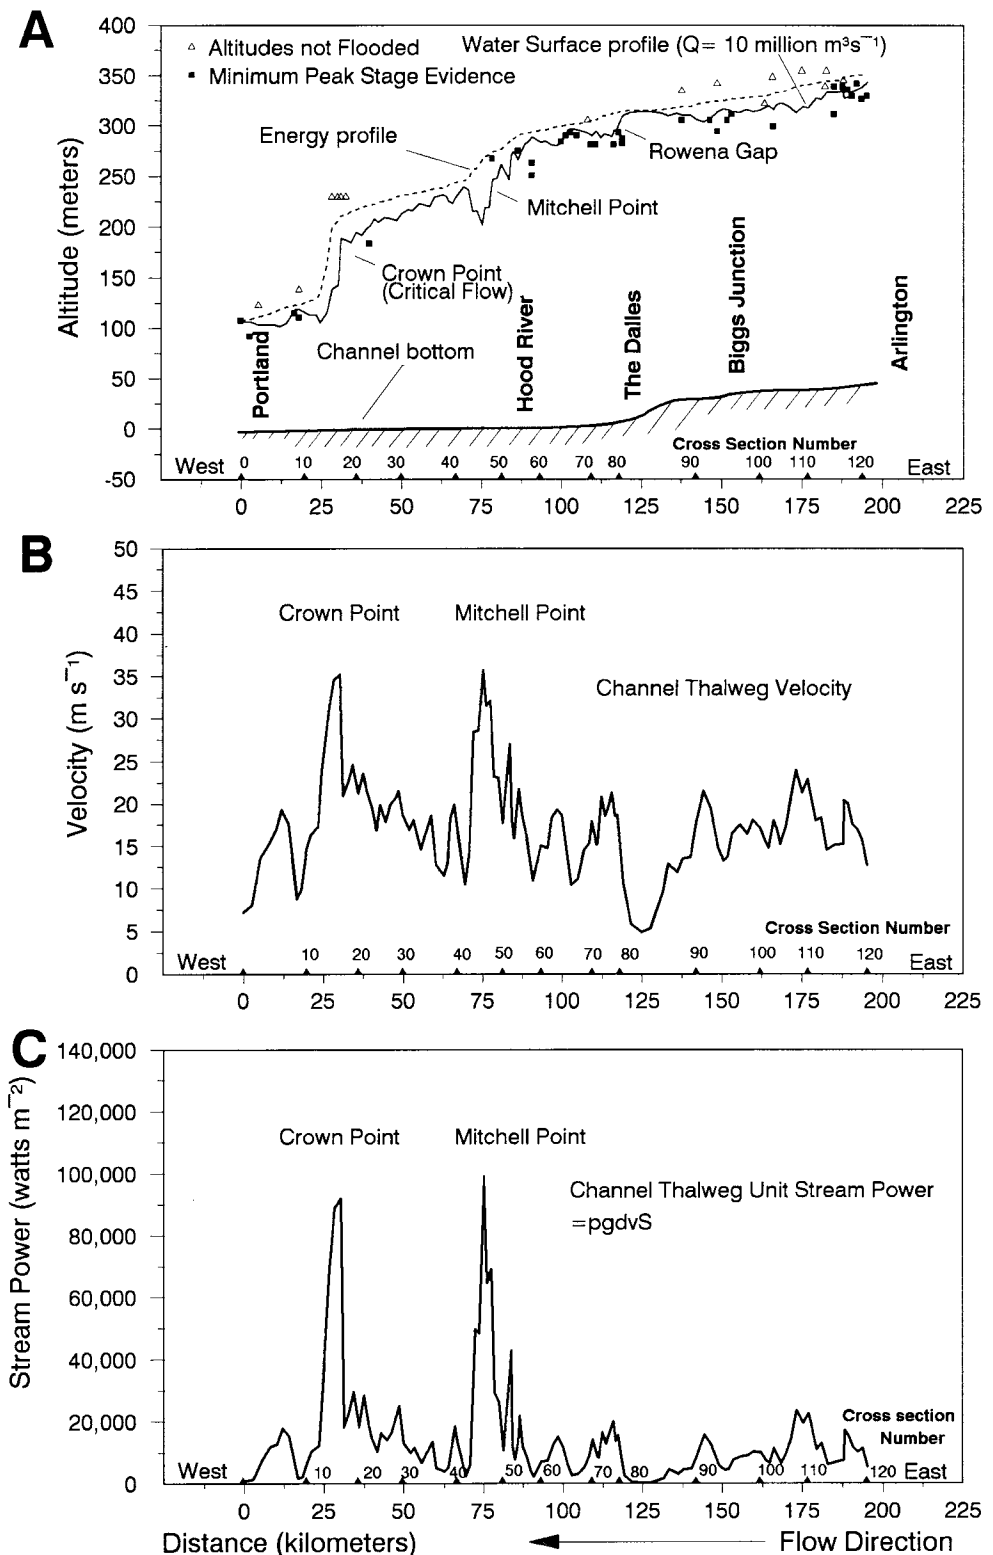 A
400
350
300
250
200
150
100
50
0
-50
Altitude (meters)
△ Altitudes not Flooded
■ Minimum Peak Stage Evidence
Water Surface profile (Q= 10 million m³s⁻¹)
Energy profile
Rowena Gap
Mitchell Point
Crown Point
(Critical Flow)
Channel bottom
Portland
Hood River
The Dalles
Biggs Junction
Arlington
Cross Section Number
West 0 10 20 30 40 50 60 70 80 90 100 110 120 East
0 25 50 75 100 125 150 175 200 225
B
50
45
40
35
30
25
20
15
10
5
0
Velocity (m s⁻¹)
Crown Point
Mitchell Point
Channel Thalweg Velocity
Cross Section Number
West 10 20 30 40 50 60 70 80 90 100 110 120 East
0 25 50 75 100 125 150 175 200 225
C
140,000
120,000
100,000
80,000
60,000
40,000
20,000
0
Stream Power (watts m⁻²)
Crown Point
Mitchell Point
Channel Thalweg Unit Stream Power
=pgdvS
Cross section
Number
West 10 20 30 40 50 60 70 80 90 100 110 120 East
0 25 50 75 100 125 150 175 200 225
Distance (kilometers)
Flow Direction